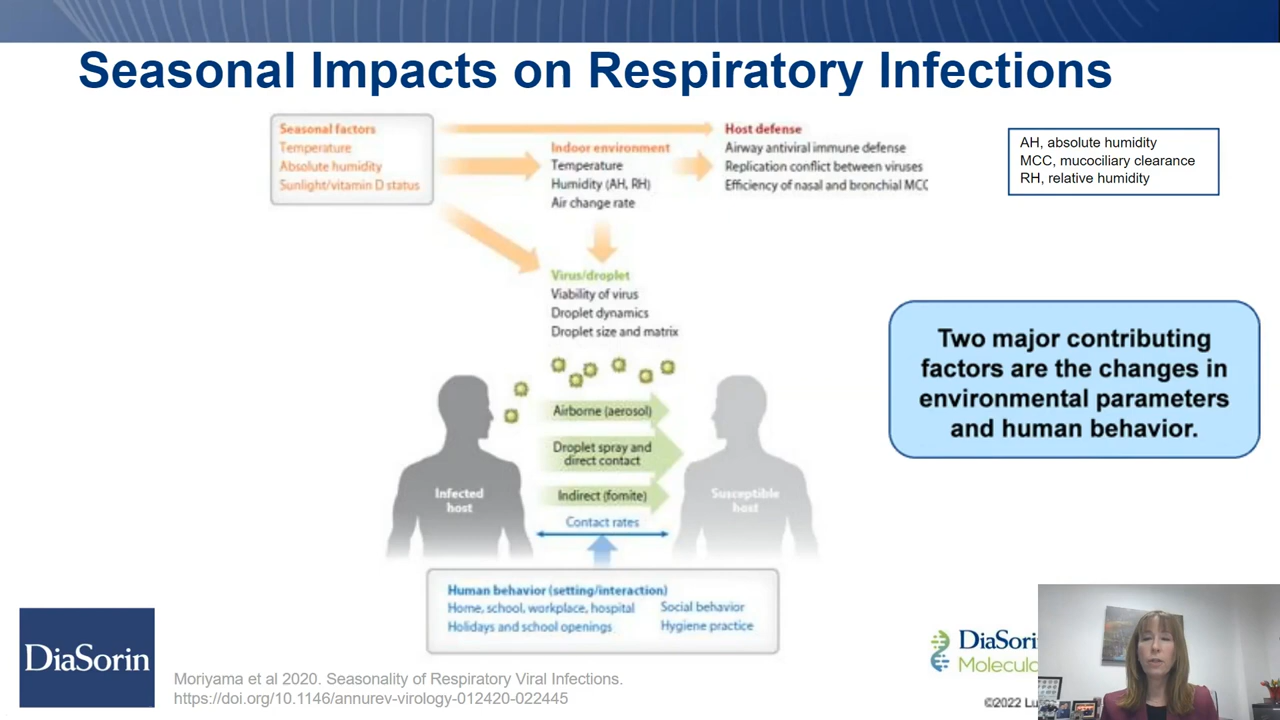 Seasonal Impacts on Respiratory Infections
Seasonal factors
Temperature
Absolute humidity
Sunlight/vitamin D status
Indoor environment
Temperature
Humidity (AH, RH)
Air change rate
Host defense
Airway antiviral immune defense
Replication conflict between viruses
Efficiency of nasal and bronchial MCC
AH, absolute humidity
MCC, mucociliary clearance
RH, relative humidity
Virus/droplet
Viability of virus
Droplet dynamics
Droplet size and matrix
Two major contributing
factors are the changes in
environmental parameters
and human behavior.
Airborne (aerosol)
Droplet spray and
direct contact
Indirect (fomite)
Contact rates
Infected
host
Susceptible
host
Human behavior (setting/interaction)
Home, school, workplace, hospital
Holidays and school openings
Social behavior
Hygiene practice
DiaSorin
Moriyama et al 2020. Seasonality of Respiratory Viral Infections.
https://doi.org/10.1146/annurev-virology-012420-022445
DiaSori
Molecul
©2022 Lu